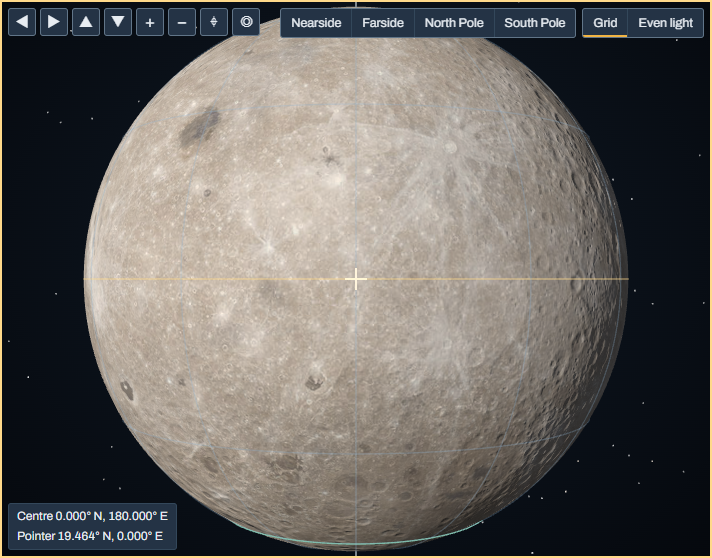 Nearside Farside North Pole South Pole Grid Even light
Centre 0.000° N, 180.000° E
Pointer 19.464° N, 0.000° E